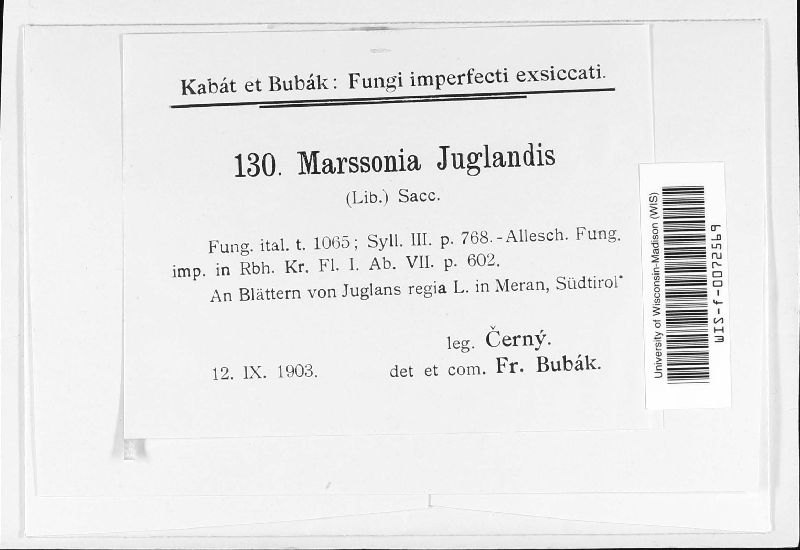 Kabát et Bubák: Fungi imperfecti exsiccati.
130. Marssonia Juglandis
(Lib.) Sacc.
Fung. ital. t. 1065; Syll. III. p. 768.-Allesch. Fung.
imp. in Rbh. Kr. Fl. I. Ab. VII. p. 602.
An Blättern von Juglans regia L. in Meran, Südtirol
leg. Černý.
12. IX. 1903. det et com. Fr. Bubák.
University of Wisconsin-Madison (WIS)
WIS-f-0072569